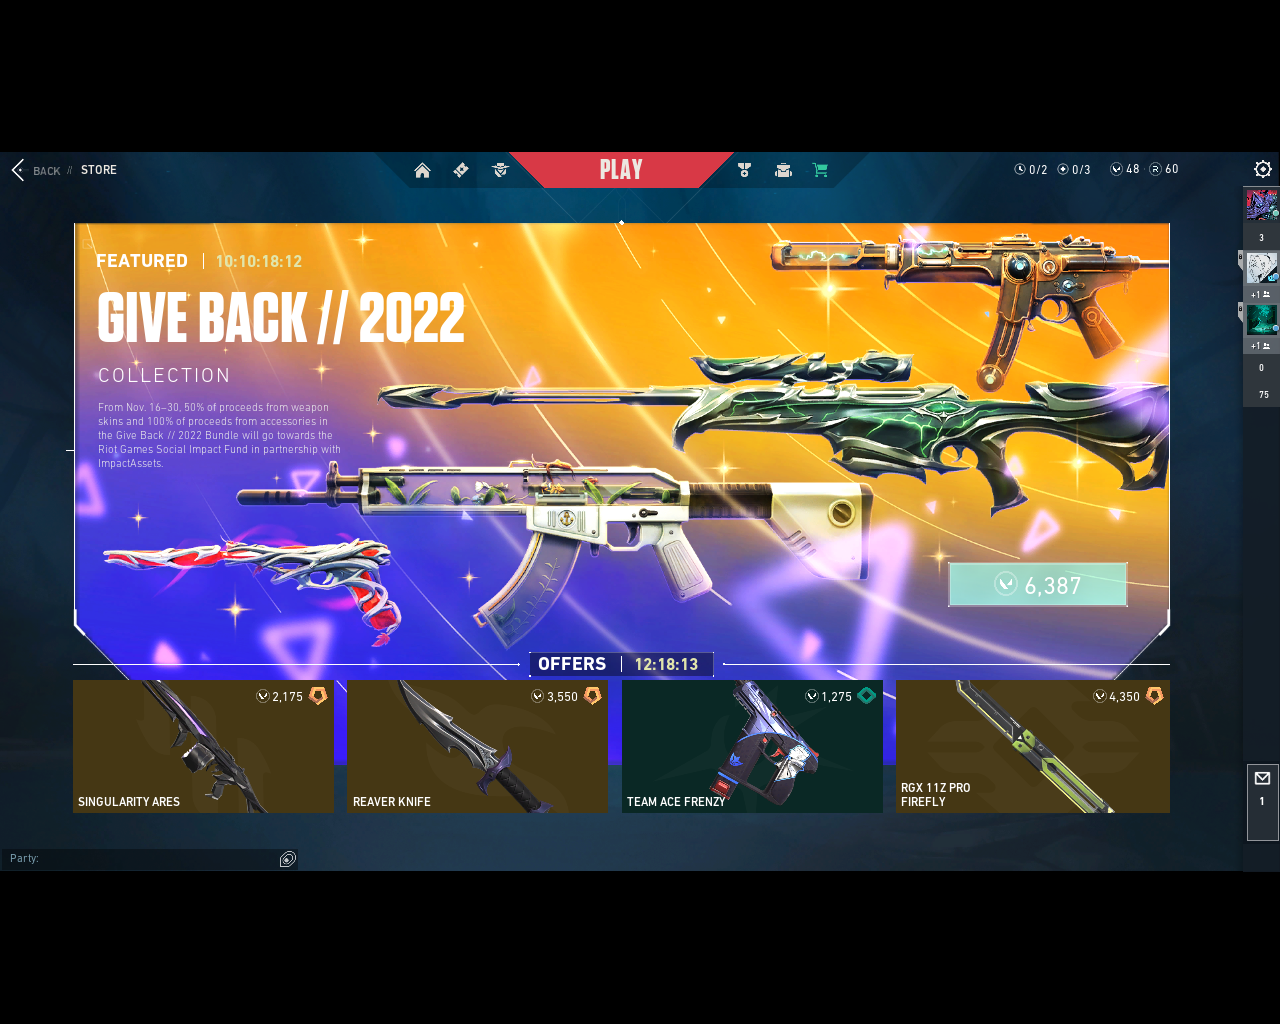 BACK // STORE
PLAY
0/2 0/3 48 60
FEATURED | 10:10:18:12
GIVE BACK // 2022
COLLECTION
From Nov. 16–30, 50% of proceeds from weapon
skins and 100% of proceeds from accessories in
the Give Back // 2022 Bundle will go towards the
Riot Games Social Impact Fund in partnership with
ImpactAssets.
6,387
3
+1
+1
0
75
OFFERS | 12:18:13
2,175
SINGULARITY ARES
3,550
REAVER KNIFE
1,275
TEAM ACE FRENZY
4,350
RGX 11Z PRO
FIREFLY
1
Party: